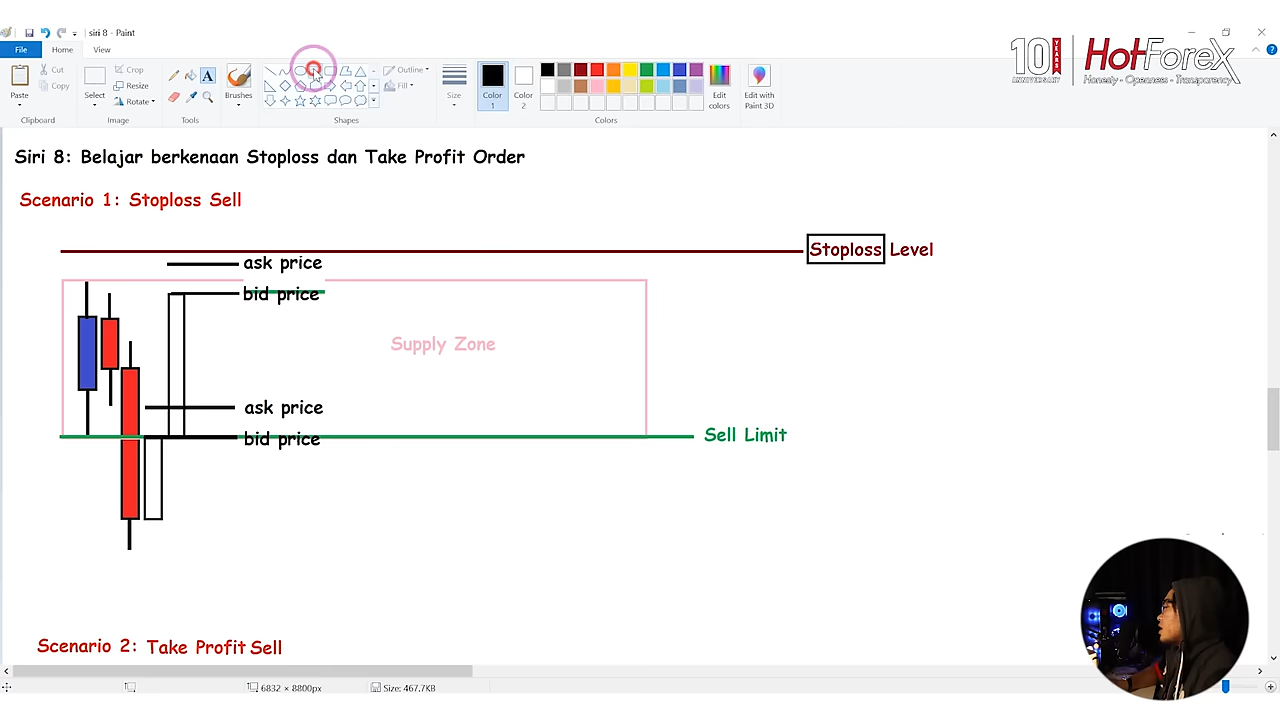 siri 8 - Paint
File
Home
View
Paste
Cut
Copy
Clipboard
Select
Crop
Resize
Rotate
Image
A
Tools
Brushes
Outline
Fill
Shapes
Size
Color 1
Color 2
Edit colors
Colors
Edit with Paint 3D
10 YEARS ANNIVERSARY
HotForex
Honesty - Openness - Transparency
Siri 8: Belajar berkenaan Stoploss dan Take Profit Order
Scenario 1: Stoploss Sell
Stoploss Level
ask price
bid price
Supply Zone
ask price
bid price
Sell Limit
Scenario 2: Take Profit Sell
6832 × 8800px
Size: 467.7KB